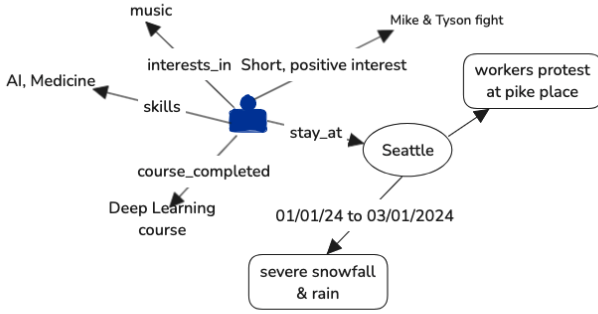 music
Mike & Tyson fight
interests_in
Short, positive interest
AI, Medicine
workers protest
at pike place
skills
stay_at
Seattle
course_completed
Deep Learning
course
01/01/24 to 03/01/2024
severe snowfall
& rain